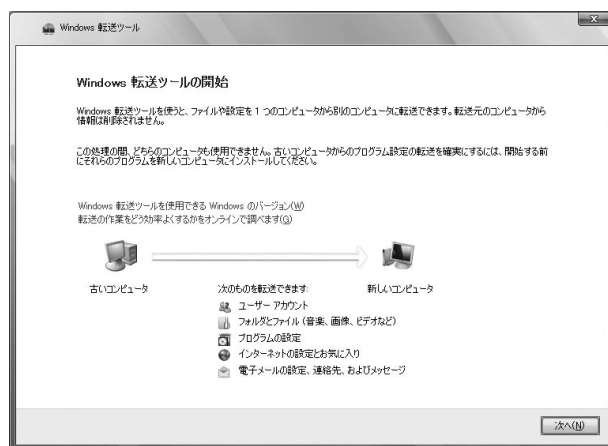 Windows 転送ツール
Windows 転送ツールの開始
Windows 転送ツールを使うと、ファイルや設定を 1 つのコンピュータから別のコンピュータに転送できます。転送元のコンピュータから
情報は削除されません。
この処理の間、どちらのコンピュータも使用できません。古いコンピュータからのプログラム設定の転送を確実にするには、開始する前
にそれらのプログラムを新しいコンピュータにインストールしてください。
Windows 転送ツールを使用できる Windows のバージョン(W)
転送の作業をどう効率よくするかをオンラインで調べます(G)
古いコンピュータ
次のものを転送できます:
新しいコンピュータ
ユーザー アカウント
フォルダとファイル (音楽、画像、ビデオなど)
プログラムの設定
インターネットの設定とお気に入り
電子メールの設定、連絡先、およびメッセージ
次へ(N)